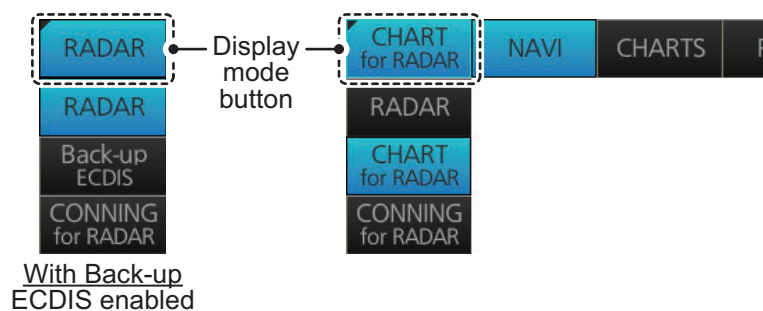 RADAR
Display
mode
button
CHART
for RADAR
NAVI
CHARTS
RADAR
Back-up
ECDIS
CONNING
for RADAR
With Back-up
ECDIS enabled
RADAR
CHART
for RADAR
CONNING
for RADAR